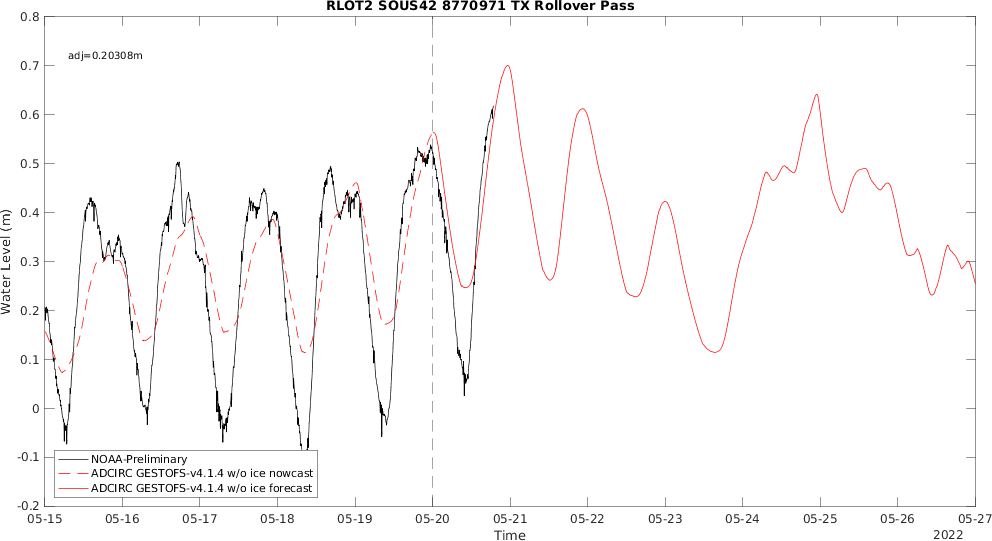 RLOT2 SOUS42 8770971 TX Rollover Pass
0.8
adj=0.20308m
0.7
0.6
0.5
0.4
0.3
0.2
0.1
0
-0.1
-0.2
Water Level (m)
NOAA-Preliminary
ADCIRC GESTOFS-v4.1.4 w/o ice nowcast
ADCIRC GESTOFS-v4.1.4 w/o ice forecast
05-15 05-16 05-17 05-18 05-19 05-20 05-21 05-22 05-23 05-24 05-25 05-26 05-27
Time
2022